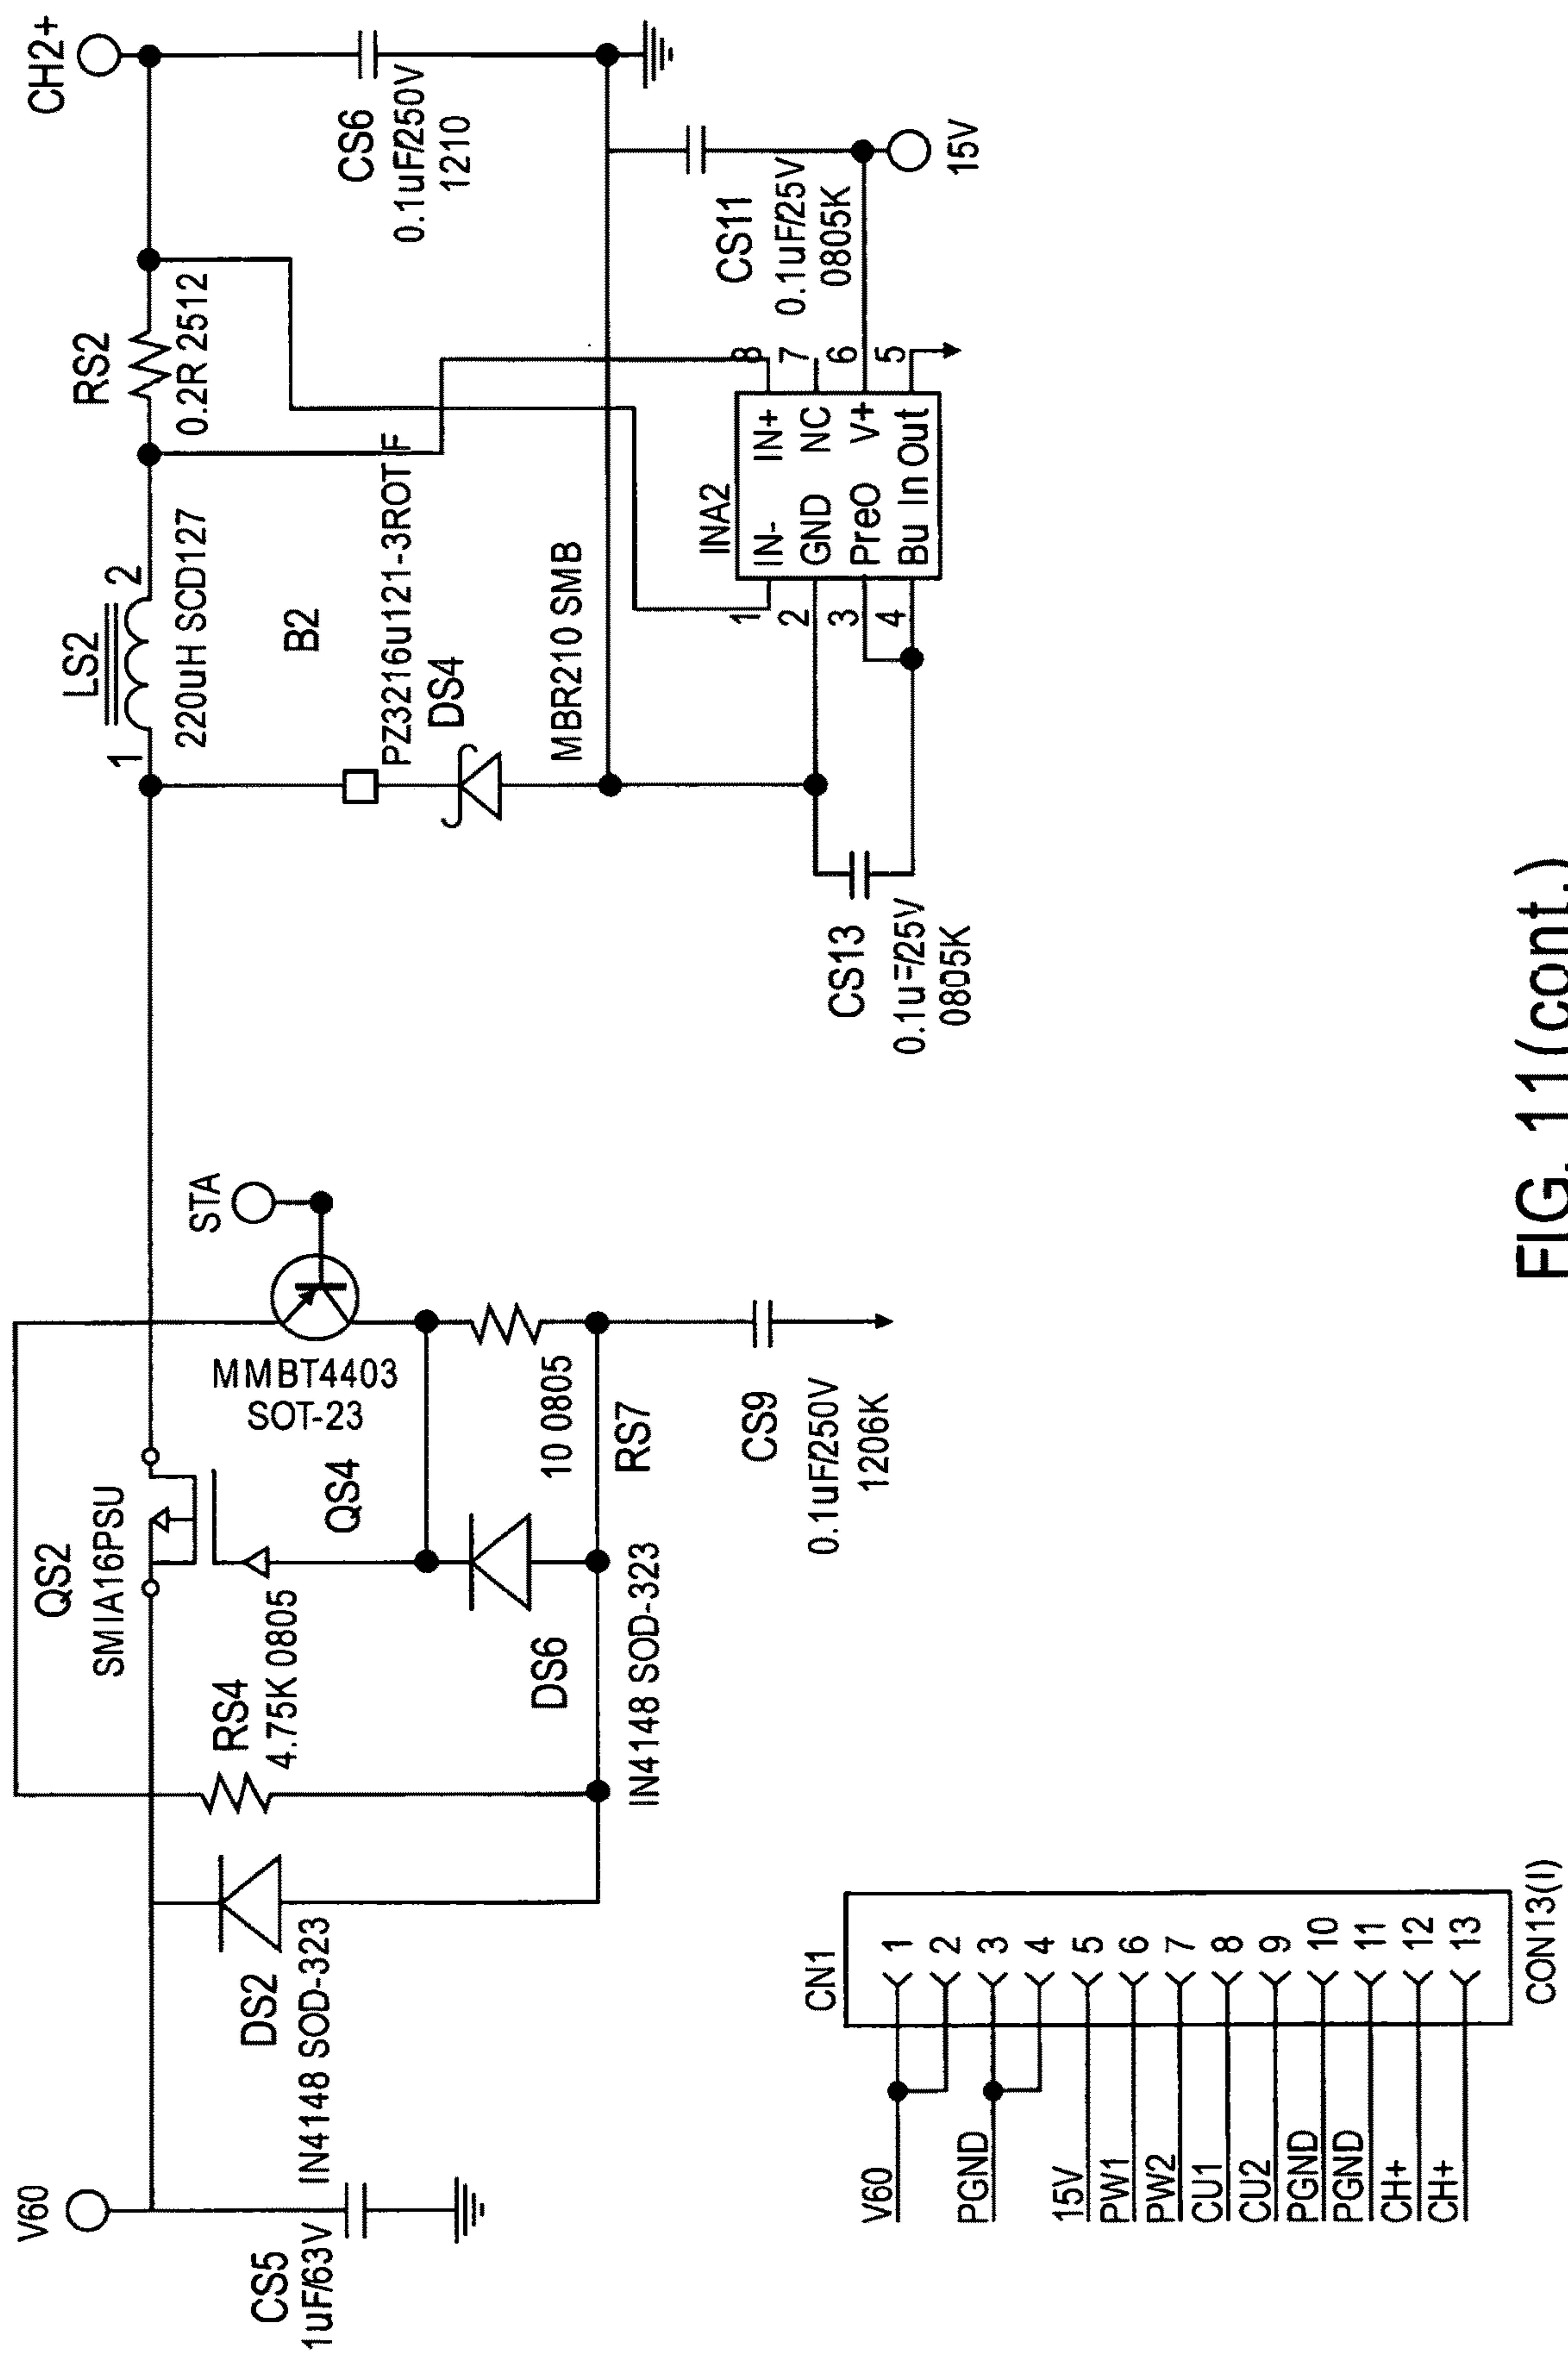 V60
CS5
1uF/63V
DS2
IN4148 SOD-323
RS4
4.75K 0805
QS2
SMIA16PSU
QS4
MMBT4403
SOT-23
STA
DS6
IN4148 SOD-323
10 0805
RS7
CS9
0.1uF/250V
1206K
LS2
1
2
220uH SCD127
B2
PZ3216u121-3ROT F
DS4
MBR210 SMB
RS2
0.2R 2512
CH2+
CS6
0.1uF/250V
1210
CS11
0.1uF/25V
0805K
15V
INA2
1 IN- IN+ 8
2 GND NC 7
3 PreO V+ 6
4 Bu In Out 5
CS13
0.1u=/25V
0805K
CN1
V60 1
2
PGND 3
4
15V 5
PW1 6
PW2 7
CU1 8
CU2 9
PGND 10
PGND 11
CH+ 12
CH+ 13
CON13(I)
FIG. 11(cont.)